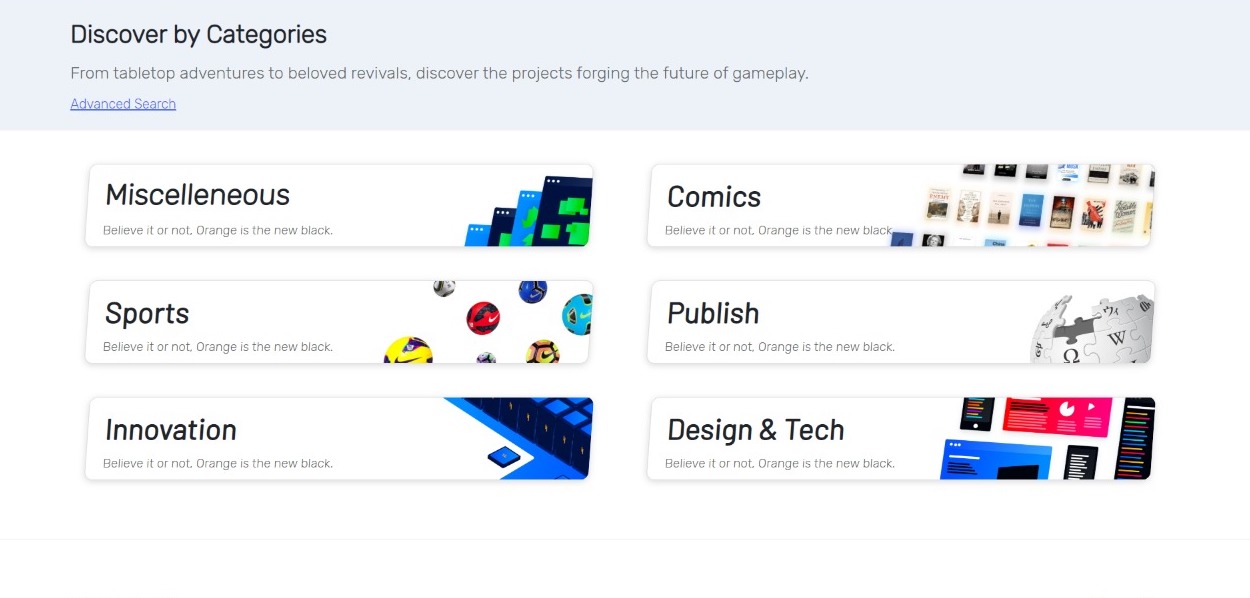 Discover by Categories
From tabletop adventures to beloved revivals, discover the projects forging the future of gameplay.
Advanced Search
Miscelleneous
Believe it or not, Orange is the new black.
Comics
Believe it or not, Orange is the new black.
Sports
Believe it or not, Orange is the new black.
Publish
Believe it or not, Orange is the new black.
W
Ω
Innovation
Believe it or not, Orange is the new black.
Design & Tech
Believe it or not, Orange is the new black.